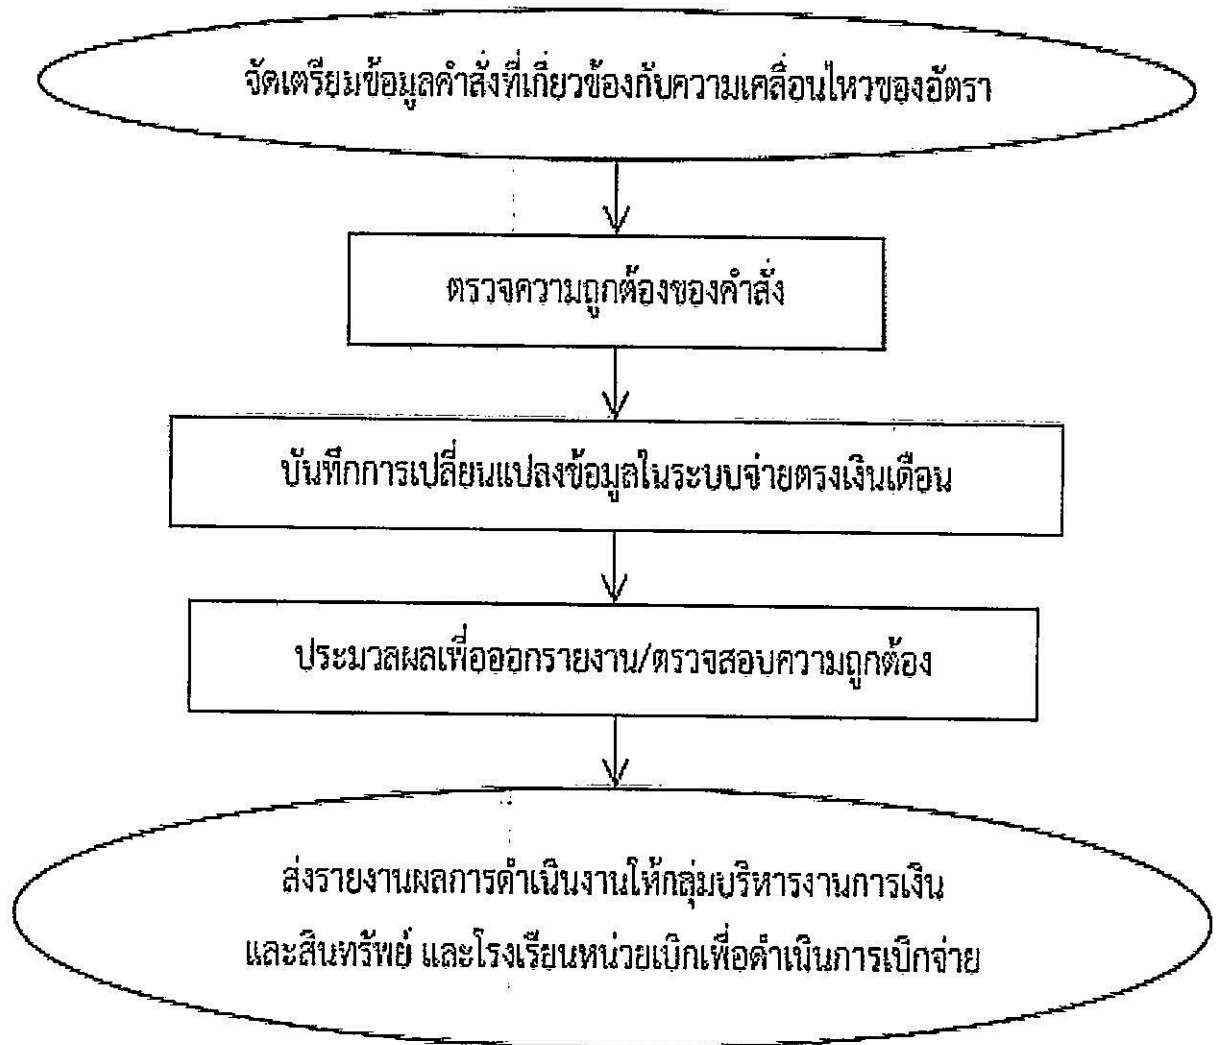 จัดเตรียมข้อมูลคำสั่งที่เกี่ยวข้องกับความเคลื่อนไหวของอัตรา
ตรวจความถูกต้องของคำสั่ง
บันทึกการเปลี่ยนแปลงข้อมูลในระบบจ่ายตรงเงินเดือน
ประมวลผลเพื่อออกรายงาน/ตรวจสอบความถูกต้อง
ส่งรายงานผลการดำเนินงานให้กลุ่มบริหารงานการเงิน
และสินทรัพย์ และโรงเรียนหน่วยเบิกเพื่อดำเนินการเบิกจ่าย